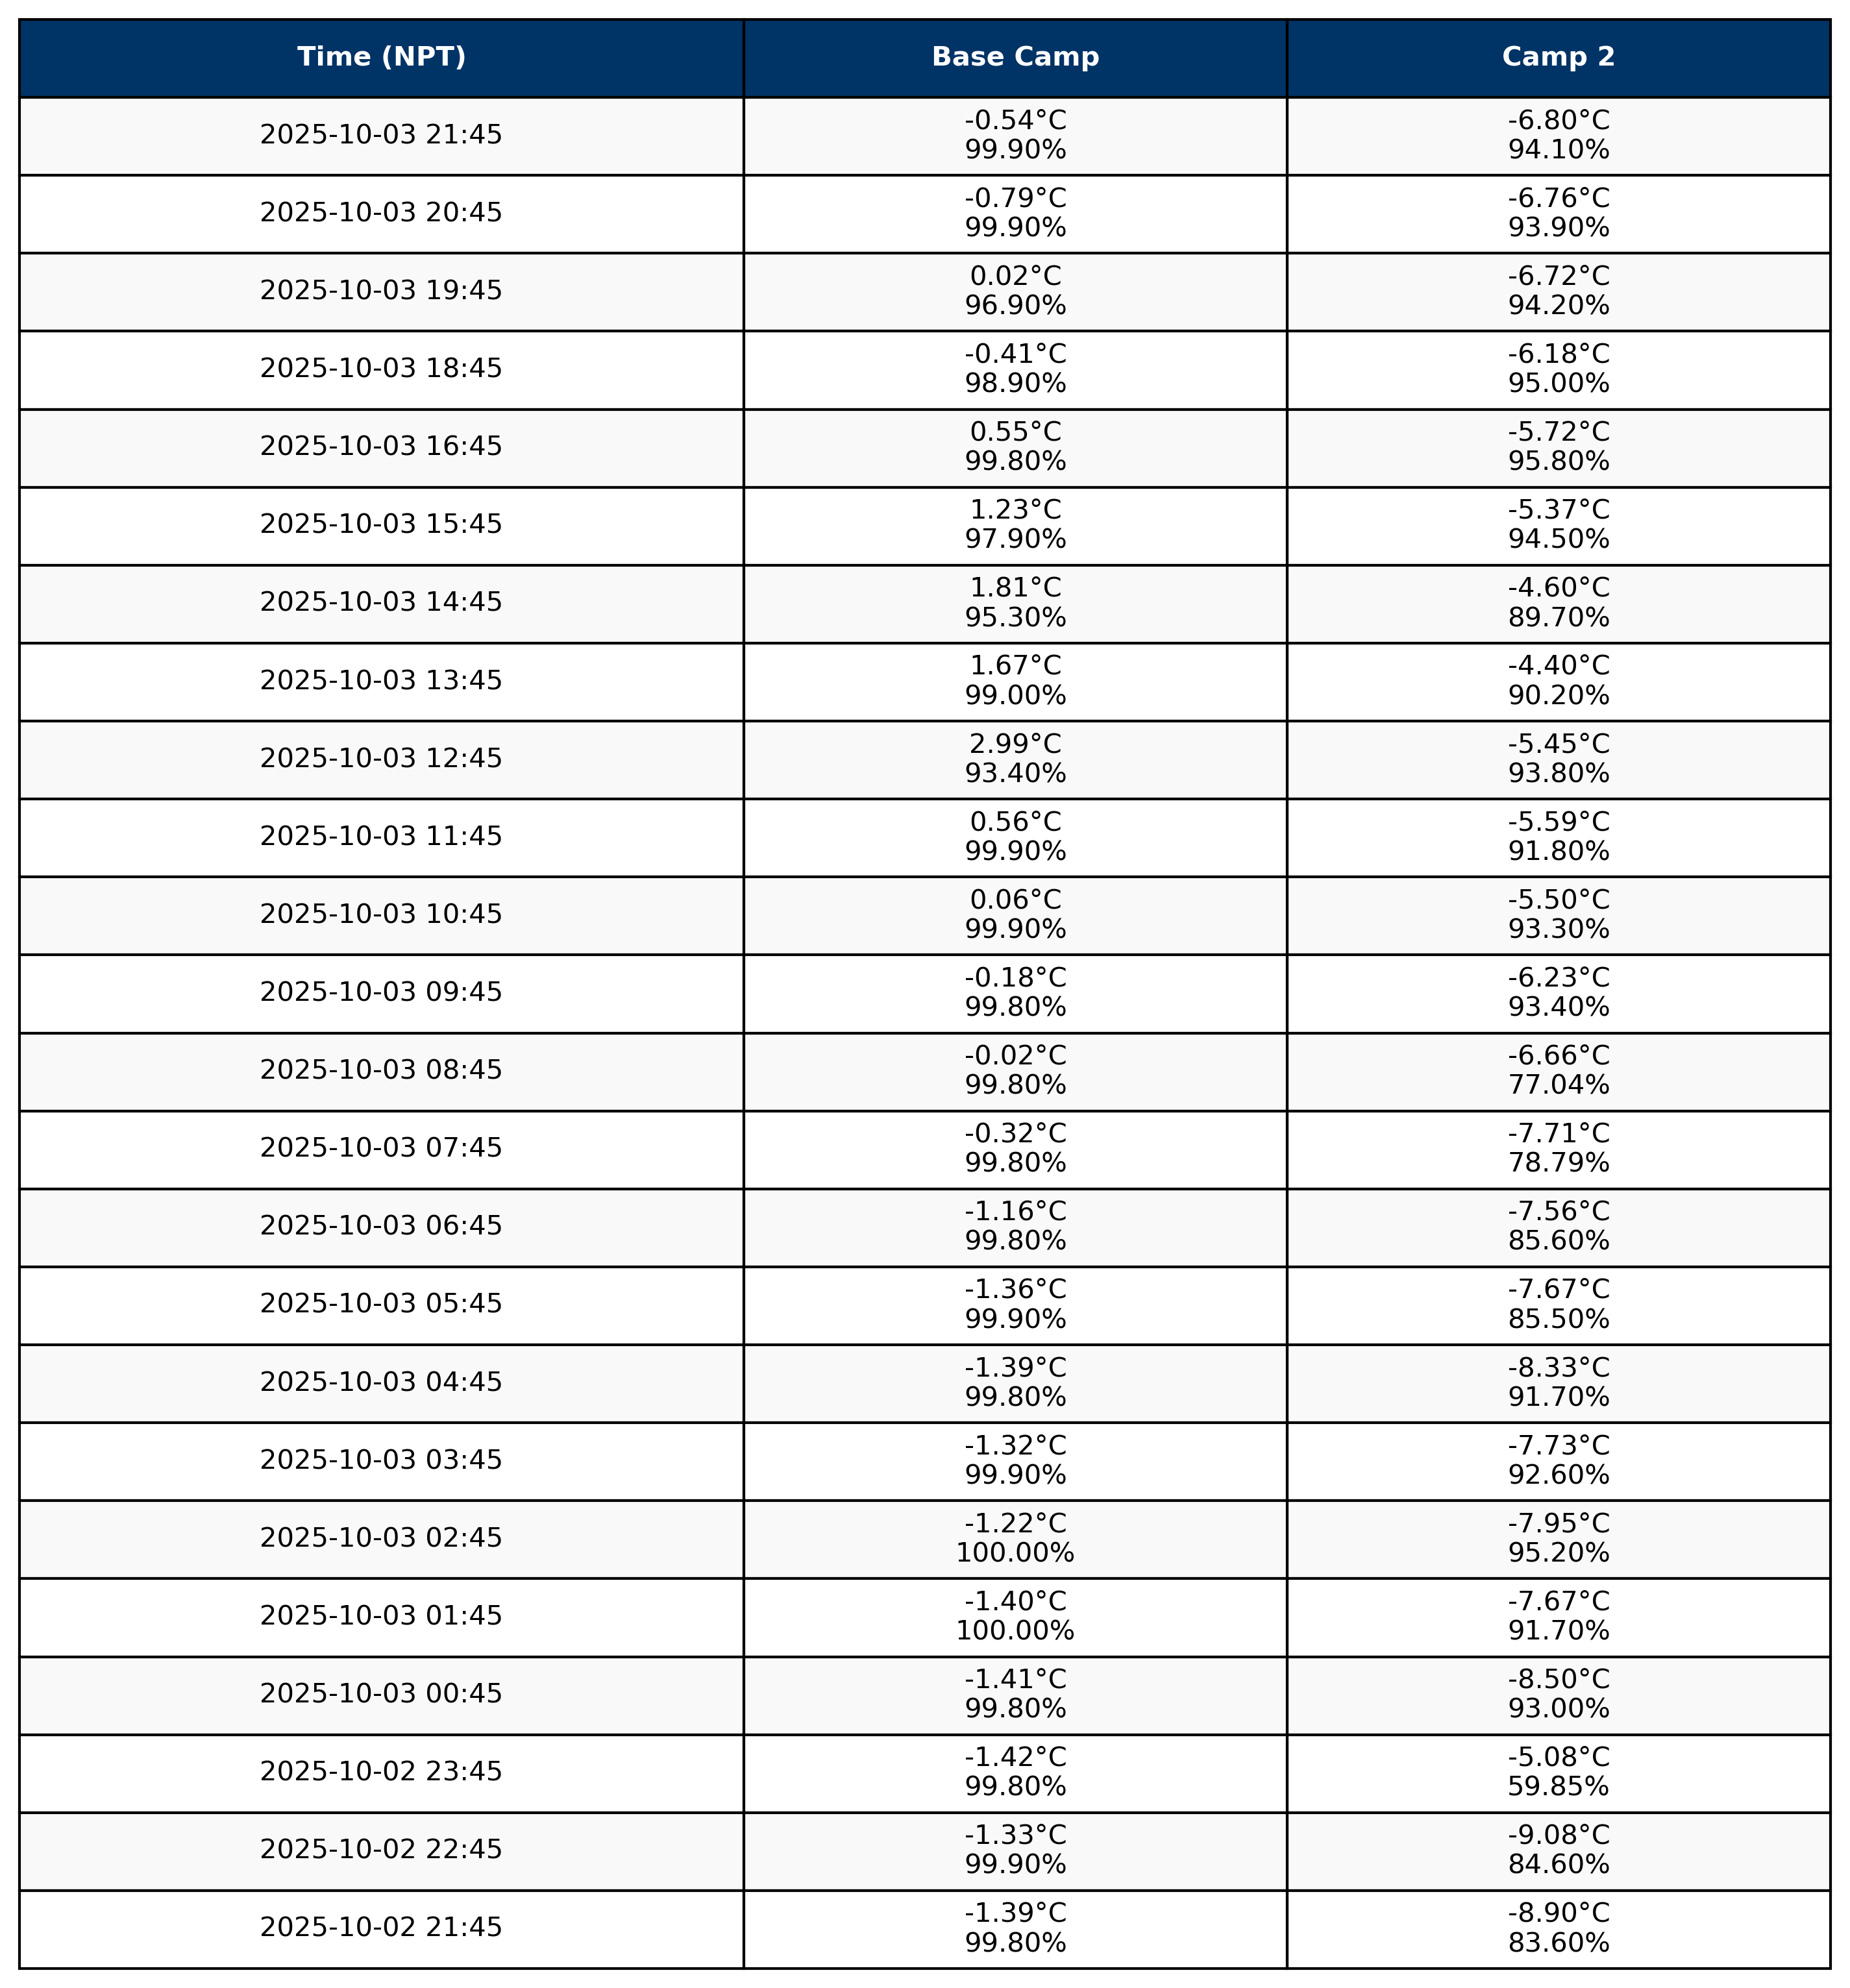 Time (NPT) Base Camp Camp 2
2025-10-03 21:45 -0.54°C -6.80°C
99.90% 94.10%
2025-10-03 20:45 -0.79°C -6.76°C
99.90% 93.90%
2025-10-03 19:45 0.02°C -6.72°C
96.90% 94.20%
2025-10-03 18:45 -0.41°C -6.18°C
98.90% 95.00%
2025-10-03 16:45 0.55°C -5.72°C
99.80% 95.80%
2025-10-03 15:45 1.23°C -5.37°C
97.90% 94.50%
2025-10-03 14:45 1.81°C -4.60°C
95.30% 89.70%
2025-10-03 13:45 1.67°C -4.40°C
99.00% 90.20%
2025-10-03 12:45 2.99°C -5.45°C
93.40% 93.80%
2025-10-03 11:45 0.56°C -5.59°C
99.90% 91.80%
2025-10-03 10:45 0.06°C -5.50°C
99.90% 93.30%
2025-10-03 09:45 -0.18°C -6.23°C
99.80% 93.40%
2025-10-03 08:45 -0.02°C -6.66°C
99.80% 77.04%
2025-10-03 07:45 -0.32°C -7.71°C
99.80% 78.79%
2025-10-03 06:45 -1.16°C -7.56°C
99.80% 85.60%
2025-10-03 05:45 -1.36°C -7.67°C
99.90% 85.50%
2025-10-03 04:45 -1.39°C -8.33°C
99.80% 91.70%
2025-10-03 03:45 -1.32°C -7.73°C
99.90% 92.60%
2025-10-03 02:45 -1.22°C -7.95°C
100.00% 95.20%
2025-10-03 01:45 -1.40°C -7.67°C
100.00% 91.70%
2025-10-03 00:45 -1.41°C -8.50°C
99.80% 93.00%
2025-10-02 23:45 -1.42°C -5.08°C
99.80% 59.85%
2025-10-02 22:45 -1.33°C -9.08°C
99.90% 84.60%
2025-10-02 21:45 -1.39°C -8.90°C
99.80% 83.60%